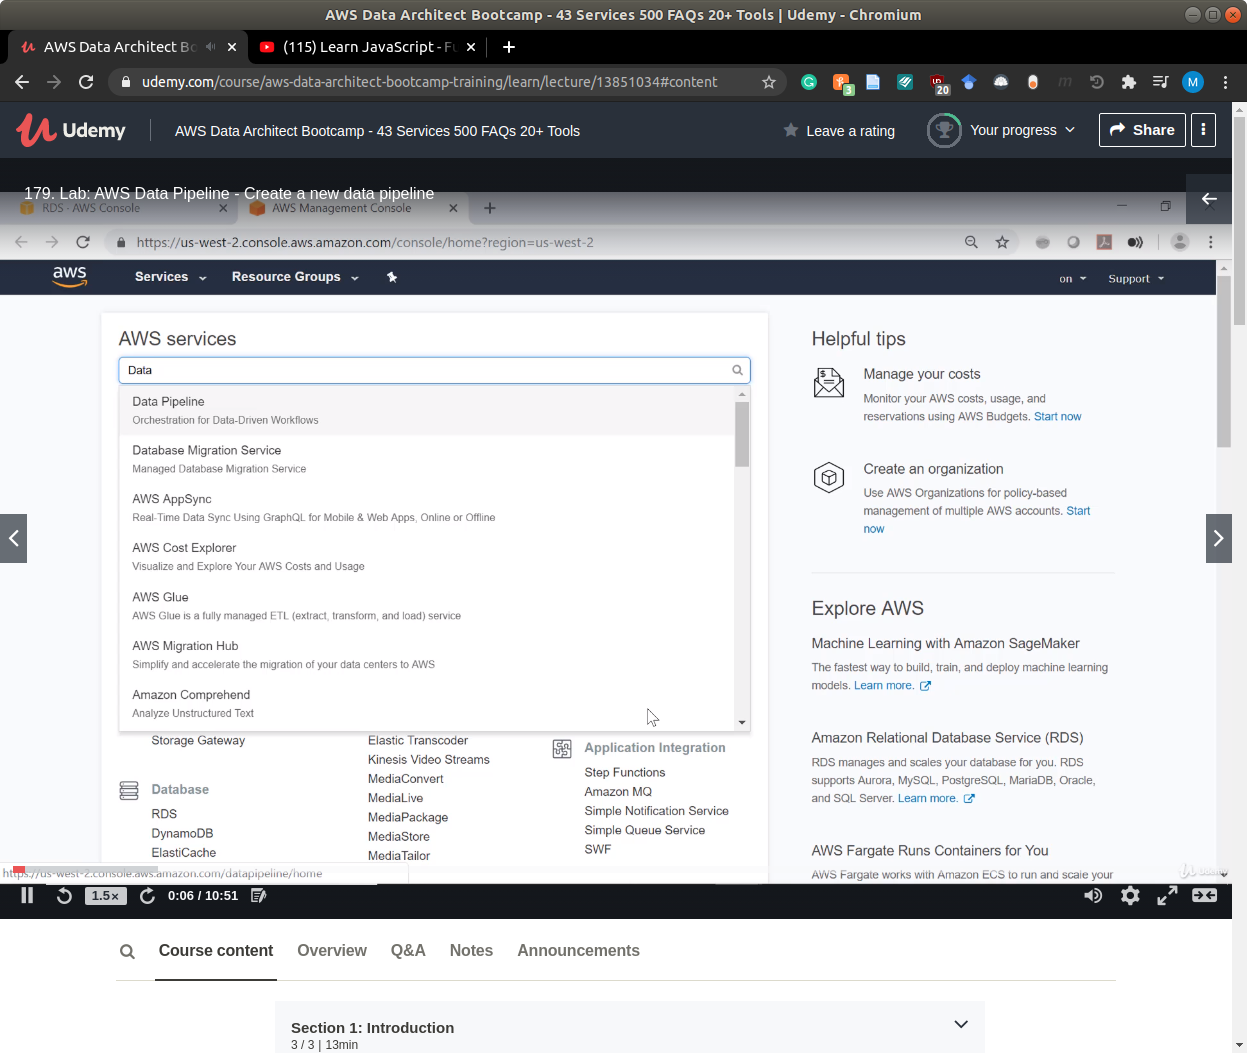 AWS Data Architect Bootcamp - 43 Services 500 FAQs 20+ Tools | Udemy - Chromium
AWS Data Architect Bo
(115) Learn JavaScript - Fu
udemy.com/course/aws-data-architect-bootcamp-training/learn/lecture/13851034#content
3
20
M
Udemy
AWS Data Architect Bootcamp - 43 Services 500 FAQs 20+ Tools
Leave a rating
Your progress
Share
179. Lab: AWS Data Pipeline - Create a new data pipeline
RDS - AWS Console
AWS Management Console
https://us-west-2.console.aws.amazon.com/console/home?region=us-west-2
aws
Services
Resource Groups
on
Support
AWS services
Data
Data Pipeline
Orchestration for Data-Driven Workflows
Database Migration Service
Managed Database Migration Service
AWS AppSync
Real-Time Data Sync Using GraphQL for Mobile & Web Apps, Online or Offline
AWS Cost Explorer
Visualize and Explore Your AWS Costs and Usage
AWS Glue
AWS Glue is a fully managed ETL (extract, transform, and load) service
AWS Migration Hub
Simplify and accelerate the migration of your data centers to AWS
Amazon Comprehend
Analyze Unstructured Text
Storage Gateway
Database
RDS
DynamoDB
ElastiCache
Elastic Transcoder
Kinesis Video Streams
MediaConvert
MediaLive
MediaPackage
MediaStore
MediaTailor
Application Integration
Step Functions
Amazon MQ
Simple Notification Service
Simple Queue Service
SWF
Helpful tips
Manage your costs
Monitor your AWS costs, usage, and
reservations using AWS Budgets. Start now
Create an organization
Use AWS Organizations for policy-based
management of multiple AWS accounts. Start
now
Explore AWS
Machine Learning with Amazon SageMaker
The fastest way to build, train, and deploy machine learning
models. Learn more.
Amazon Relational Database Service (RDS)
RDS manages and scales your database for you. RDS
supports Aurora, MySQL, PostgreSQL, MariaDB, Oracle,
and SQL Server. Learn more.
AWS Fargate Runs Containers for You
AWS Fargate works with Amazon ECS to run and scale your
https://us-west-2.console.aws.amazon.com/datapipeline/home
Udemy
1.5×
0:06 / 10:51
Course content
Overview
Q&A
Notes
Announcements
Section 1: Introduction
3 / 3 | 13min